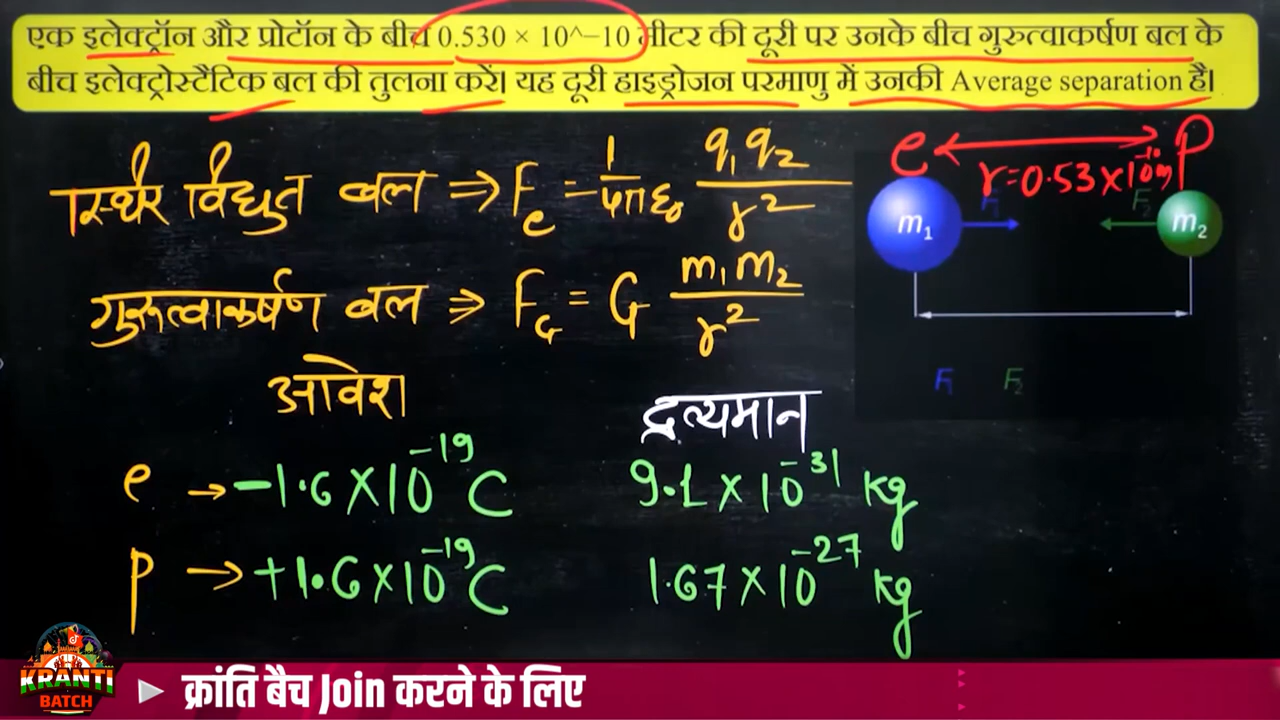 एक इलेक्ट्रॉन और प्रोटॉन के बीच 0.530 × 10^–10 मीटर की दूरी पर उनके बीच गुरुत्वाकर्षण बल के
बीच इलेक्ट्रोस्टैटिक बल की तुलना करें। यह दूरी हाइड्रोजन परमाणु में उनकी Average separation है।
e p
r=0.53×10⁻¹⁰m
स्थिर विद्युत बल ⇒ Fe = 1/4πε₀ q₁q₂/r²
m₁ F₁ F₂ m₂
गुरुत्वाकर्षण बल ⇒ F_G = G m₁m₂/r²
F₁ F₂
आवेश द्रव्यमान
e → -1.6×10⁻¹⁹C 9.1×10⁻³¹ kg
p → +1.6×10⁻¹⁹C 1.67×10⁻²⁷ kg
KRANTI
BATCH
क्रांति बैच Join करने के लिए